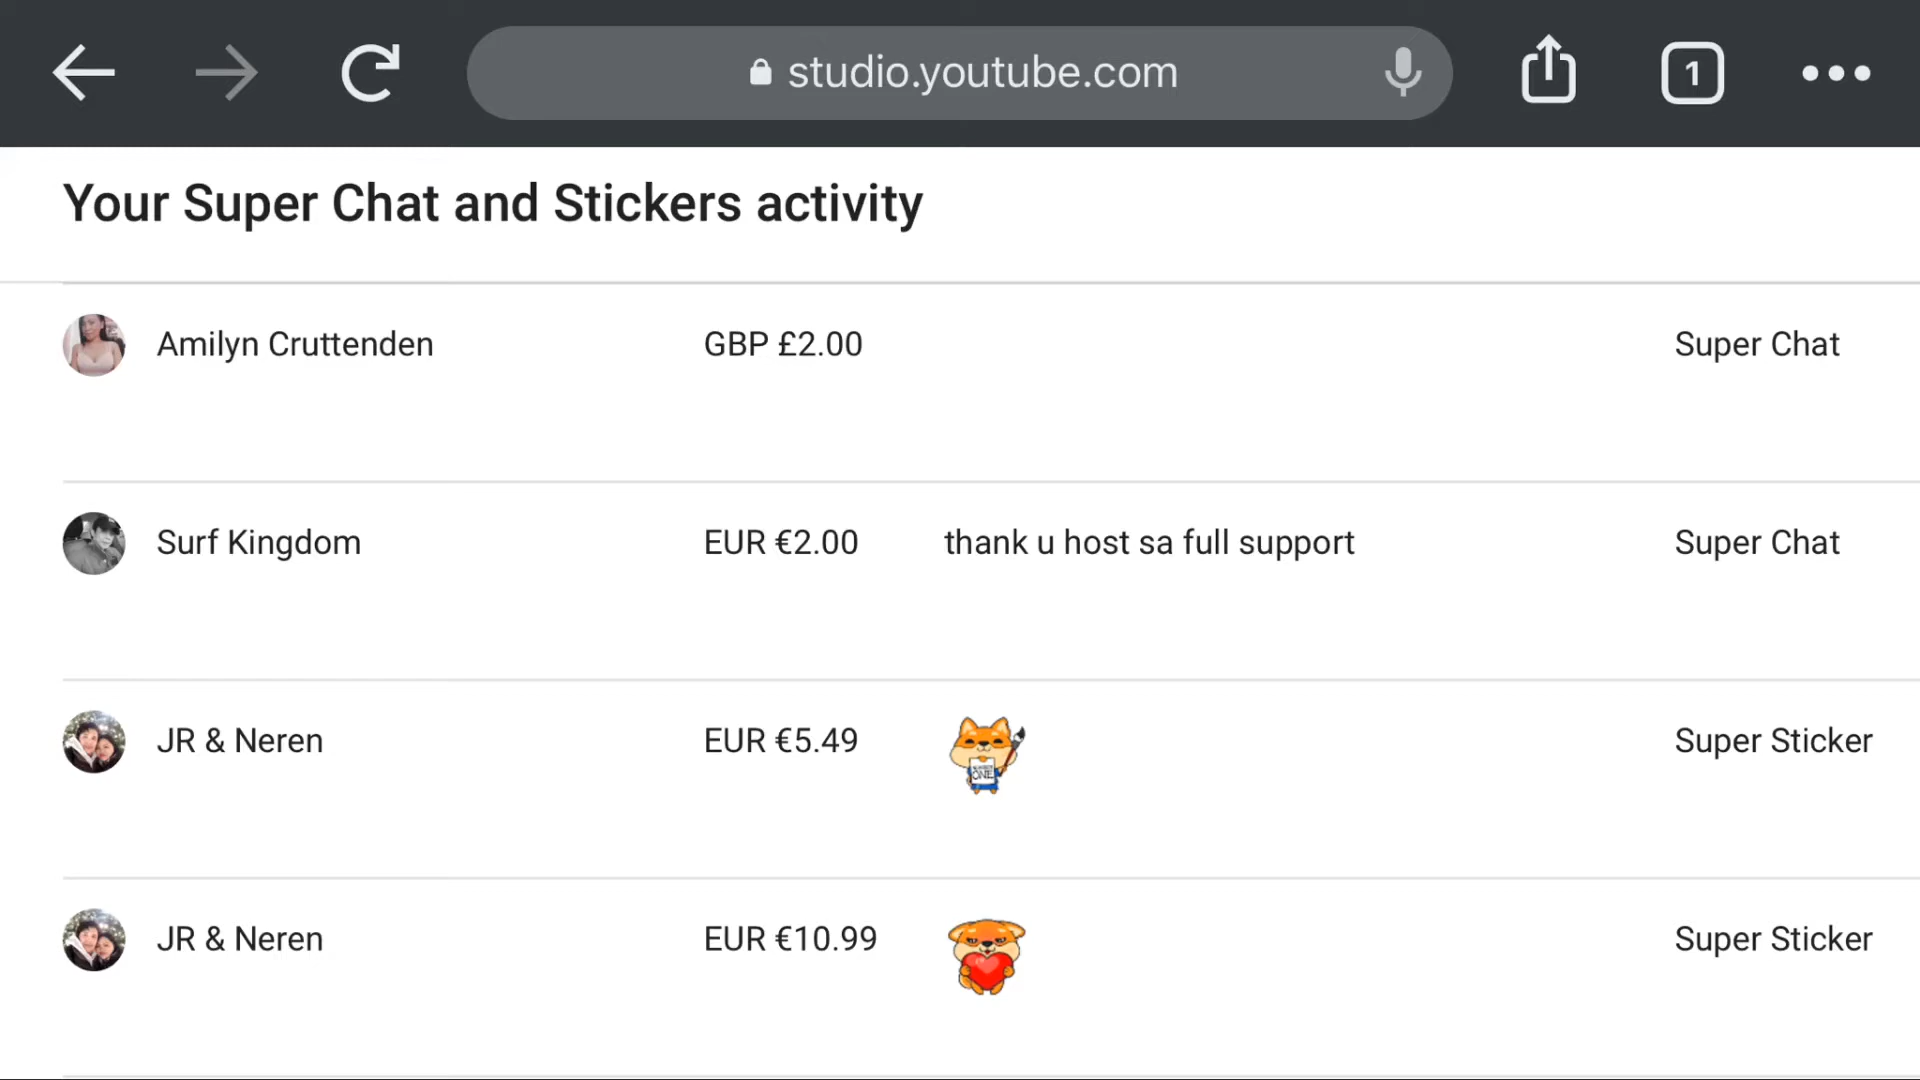 studio.youtube.com
1
Your Super Chat and Stickers activity
Amilyn Cruttenden GBP £2.00 Super Chat
Surf Kingdom EUR €2.00 thank u host sa full support Super Chat
JR & Neren EUR €5.49 Super Sticker
ONE
JR & Neren EUR €10.99 Super Sticker